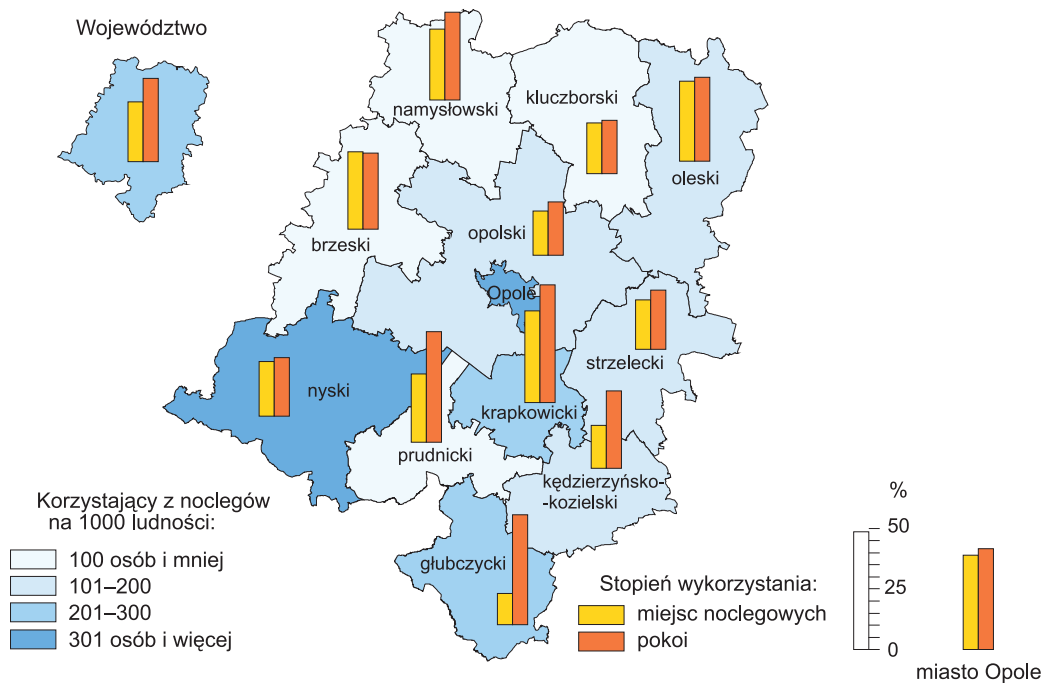 Województwo
namysłowski
kluczborski
oleski
brzeski
opolski
Opole
strzelecki
nyski
krapkowicki
prudnicki
kędzierzyńsko-
-kozielski
głubczycki
Korzystający z noclegów
na 1000 ludności:
100 osób i mniej
101–200
201–300
301 osób i więcej
Stopień wykorzystania:
miejsc noclegowych
pokoi
%
50
25
0
miasto Opole